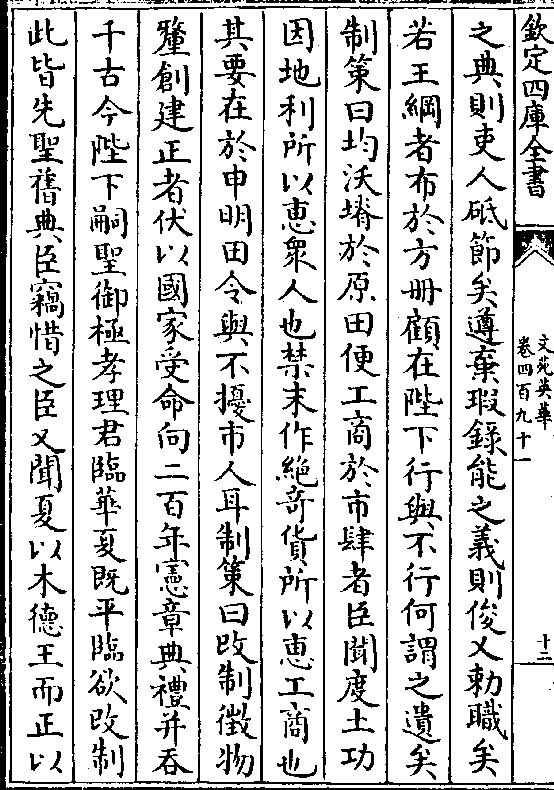 欽定四庫全書
文苑英華
卷四百九十一
十二
之典則吏人砥節矣遵棄瑕錄能之義則俊乂勅職矣
若王綱者布於方冊顧在陛下行與不行何謂之遺矣
制策曰均沃塉於原田便工商於市肆者臣聞度土功
因地利所以惠衆人也禁末作絶奇貨所以惠工商也
其要在於申明田令與不擾市人耳制策曰改制徴物
釐創建正者伏以國家受命向二百年憲章典禮并吞
千古今陛下嗣聖御極孝理君臨華夏既平臨欲改制
此皆先聖舊典臣竊惜之臣又聞夏以木德王而正以